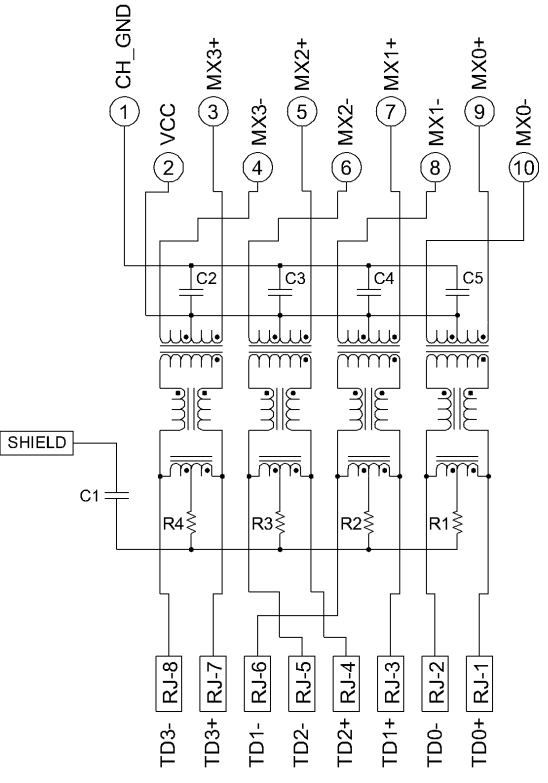 CH_GND
VCC
MX3+
MX3-
MX2+
MX2-
MX1+
MX1-
MX0+
MX0-
1
2
3
4
5
6
7
8
9
10
C2
C3
C4
C5
SHIELD
C1
R4
R3
R2
R1
RJ-8
RJ-7
RJ-6
RJ-5
RJ-4
RJ-3
RJ-2
RJ-1
TD3-
TD3+
TD1-
TD2-
TD2+
TD1+
TD0-
TD0+